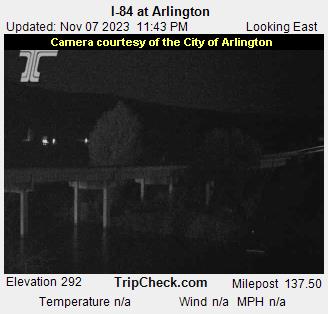 I-84 at Arlington
Updated: Nov 07 2023 11:43 PM Looking East
Camera courtesy of the City of Arlington
Elevation 292 TripCheck.com Milepost 137.50
Temperature n/a Wind n/a MPH n/a